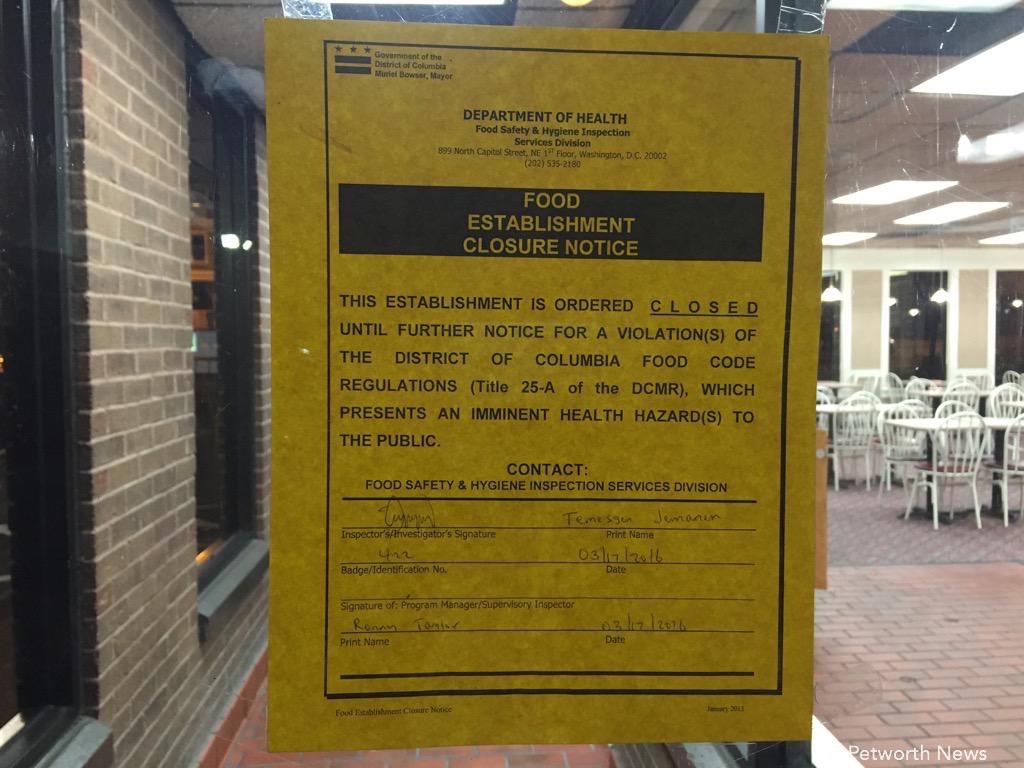 Government of the
District of Columbia
Muriel Bowser, Mayor
DEPARTMENT OF HEALTH
Food Safety & Hygiene Inspection
Services Division
899 North Capitol Street, NE 1ST Floor, Washington, D.C. 20002
(202) 535-2180
FOOD
ESTABLISHMENT
CLOSURE NOTICE
THIS ESTABLISHMENT IS ORDERED CLOSED
UNTIL FURTHER NOTICE FOR A VIOLATION(S) OF
THE DISTRICT OF COLUMBIA FOOD CODE
REGULATIONS (Title 25-A of the DCMR), WHICH
PRESENTS AN IMMINENT HEALTH HAZARD(S) TO
THE PUBLIC.
CONTACT:
FOOD SAFETY & HYGIENE INSPECTION SERVICES DIVISION
Temesgen
Inspector's/Investigator's Signature Print Name
422 03/17/2016
Badge/Identification No. Date
Signature of: Program Manager/Supervisory Inspector
Ronny Taylor 03/17/2016
Print Name Date
Food Establishment Closure Notice January 2013
Petworth News